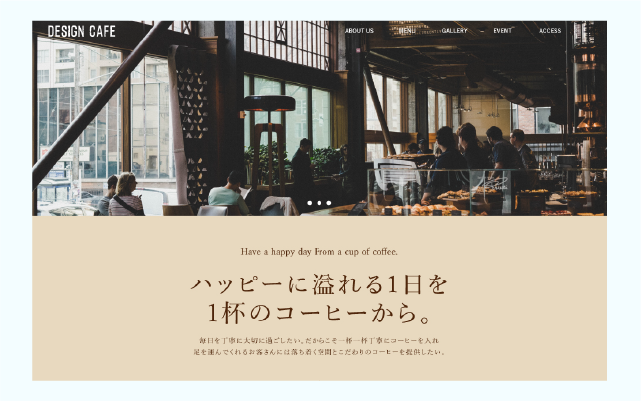 DESIGN CAFE
ABOUT US
MENU
GALLERY
EVENT
ACCESS
Have a happy day From a cup of coffee.
ハッピーに溢れる1日を
1杯のコーヒーから。
毎日を丁寧に大切に過ごしたい。だからこそ一杯一杯丁寧にコーヒーを入れ
足を運んでくれるお客さんには落ち着く空間とこだわりのコーヒーを提供したい。